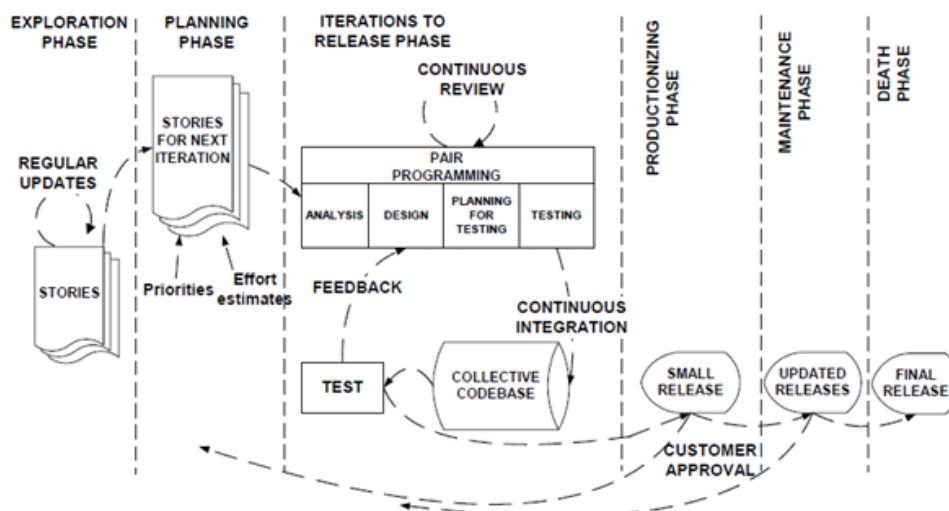 EXPLORATION
PHASE
PLANNING
PHASE
ITERATIONS TO
RELEASE PHASE
PRODUCTIONIZING
PHASE
MAINTENANCE
PHASE
DEATH
PHASE
CONTINUOUS
REVIEW
STORIES
FOR NEXT
ITERATION
REGULAR
UPDATES
PAIR
PROGRAMMING
ANALYSIS
DESIGN
PLANNING
FOR
TESTING
TESTING
STORIES
Priorities
Effort
estimates
FEEDBACK
CONTINUOUS
INTEGRATION
TEST
COLLECTIVE
CODEBASE
SMALL
RELEASE
UPDATED
RELEASES
FINAL
RELEASE
CUSTOMER
APPROVAL